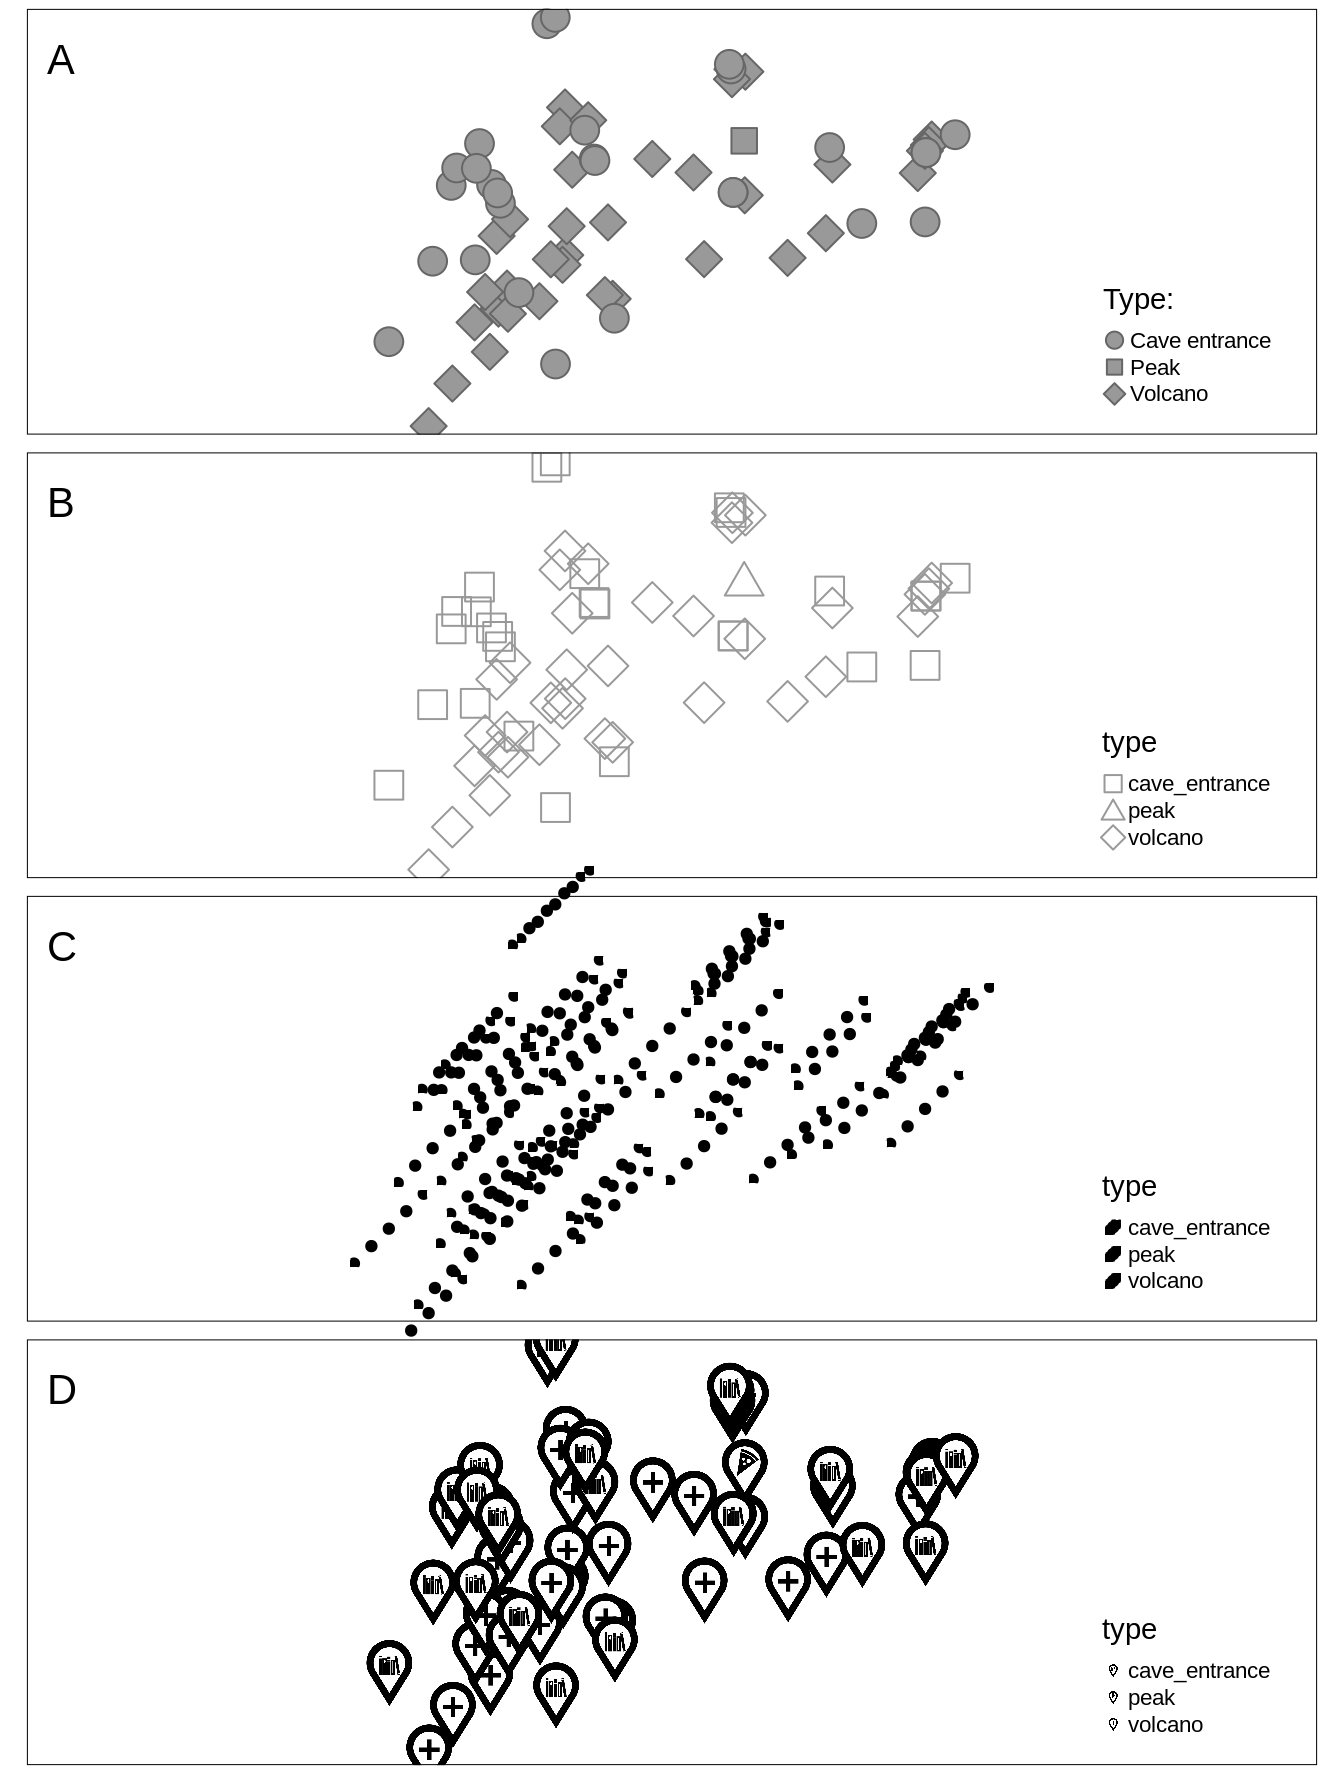 A
Type:
Cave entrance
Peak
Volcano
B
type
cave_entrance
peak
volcano
C
type
cave_entrance
peak
volcano
D
type
cave_entrance
peak
volcano